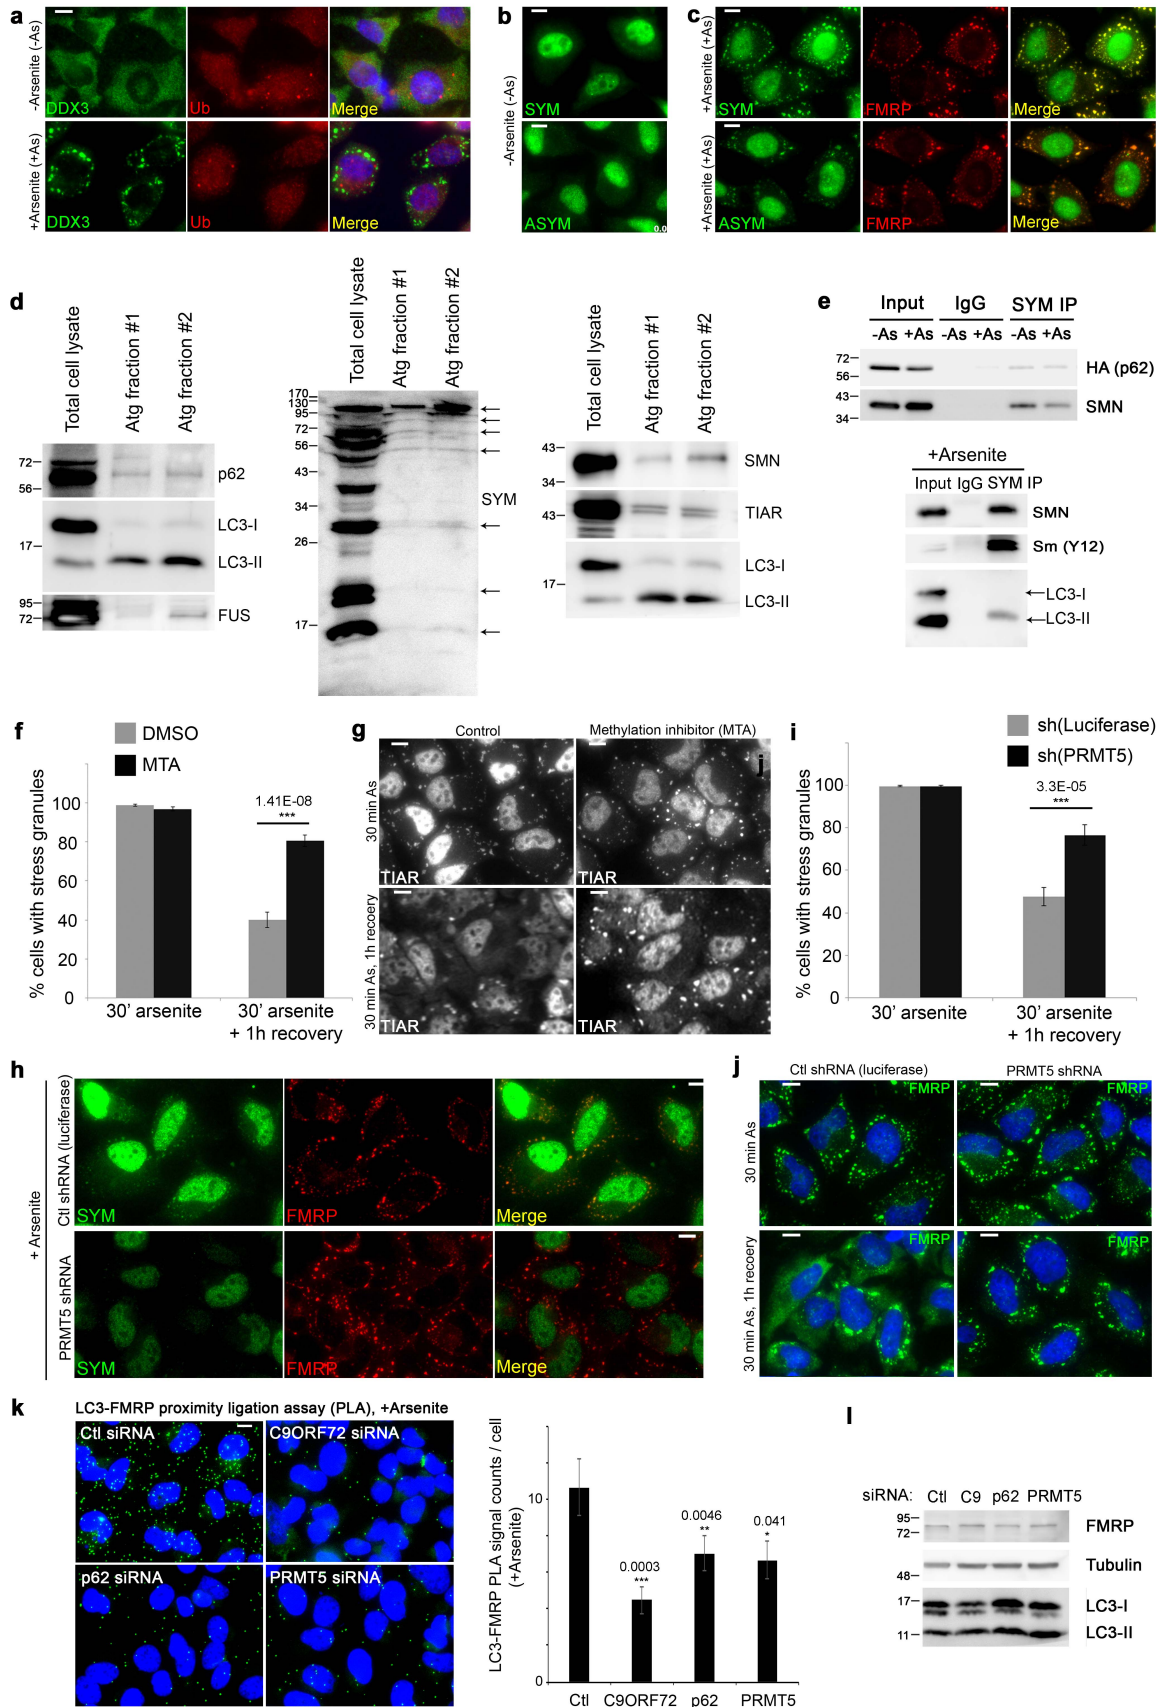 a
-Arsenite (-As)
DDX3
Ub
Merge
+Arsenite (+As)
DDX3
Ub
Merge
b
-Arsenite (-As)
SYM
ASYM
0.0
c
+Arsenite (+As)
SYM
FMRP
Merge
+Arsenite (+As)
ASYM
FMRP
Merge
d
Total cell lysate
Atg fraction #1
Atg fraction #2
72
56
p62
LC3-I
17
LC3-II
95
72
FUS
Total cell lysate
Atg fraction #1
Atg fraction #2
170
130
95
72
56
43
34
26
17
SYM
Total cell lysate
Atg fraction #1
Atg fraction #2
43
34
SMN
43
TIAR
LC3-I
17
LC3-II
e
Input IgG SYM IP
-As +As -As +As -As +As
72
56
HA (p62)
43
34
SMN
+Arsenite
Input IgG SYM IP
SMN
Sm (Y12)
LC3-I
LC3-II
f
DMSO
MTA
% cells with stress granules
100
80
60
40
20
0
1.41E-08
***
30' arsenite
30' arsenite
+ 1h recovery
g
Control
Methylation inhibitor (MTA)
j
30 min As
TIAR
TIAR
30 min As, 1h recoery
TIAR
TIAR
i
sh(Luciferase)
sh(PRMT5)
% cells with stress granules
100
80
60
40
20
0
3.3E-05
***
30' arsenite
30' arsenite
+ 1h recovery
h
+ Arsenite
Ctl shRNA (luciferase)
SYM
FMRP
Merge
PRMT5 shRNA
SYM
FMRP
Merge
j
Ctl shRNA (luciferase)
PRMT5 shRNA
30 min As
FMRP
FMRP
30 min As, 1h recoery
FMRP
FMRP
k
LC3-FMRP proximity ligation assay (PLA), +Arsenite
Ctl siRNA
C9ORF72 siRNA
p62 siRNA
PRMT5 siRNA
LC3-FMRP PLA signal counts / cell
(+Arsenite)
10
0
0.0003
***
0.0046
**
0.041
*
Ctl C9ORF72 p62 PRMT5
l
siRNA: Ctl C9 p62 PRMT5
95
72
FMRP
Tubulin
48
17
LC3-I
11
LC3-II